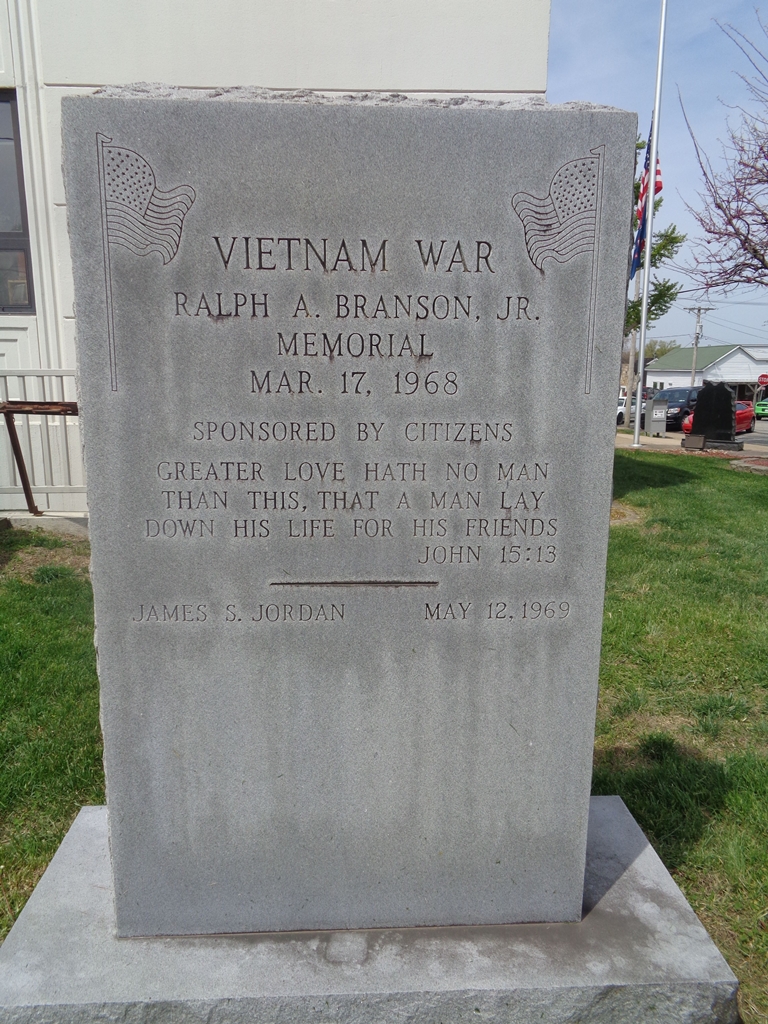 VIETNAM WAR
RALPH A. BRANSON, JR.
MEMORIAL
MAR. 17, 1968
SPONSORED BY CITIZENS
GREATER LOVE HATH NO MAN
THAN THIS, THAT A MAN LAY
DOWN HIS LIFE FOR HIS FRIENDS
JOHN 15:13
JAMES S. JORDAN MAY 12, 1969
STOP